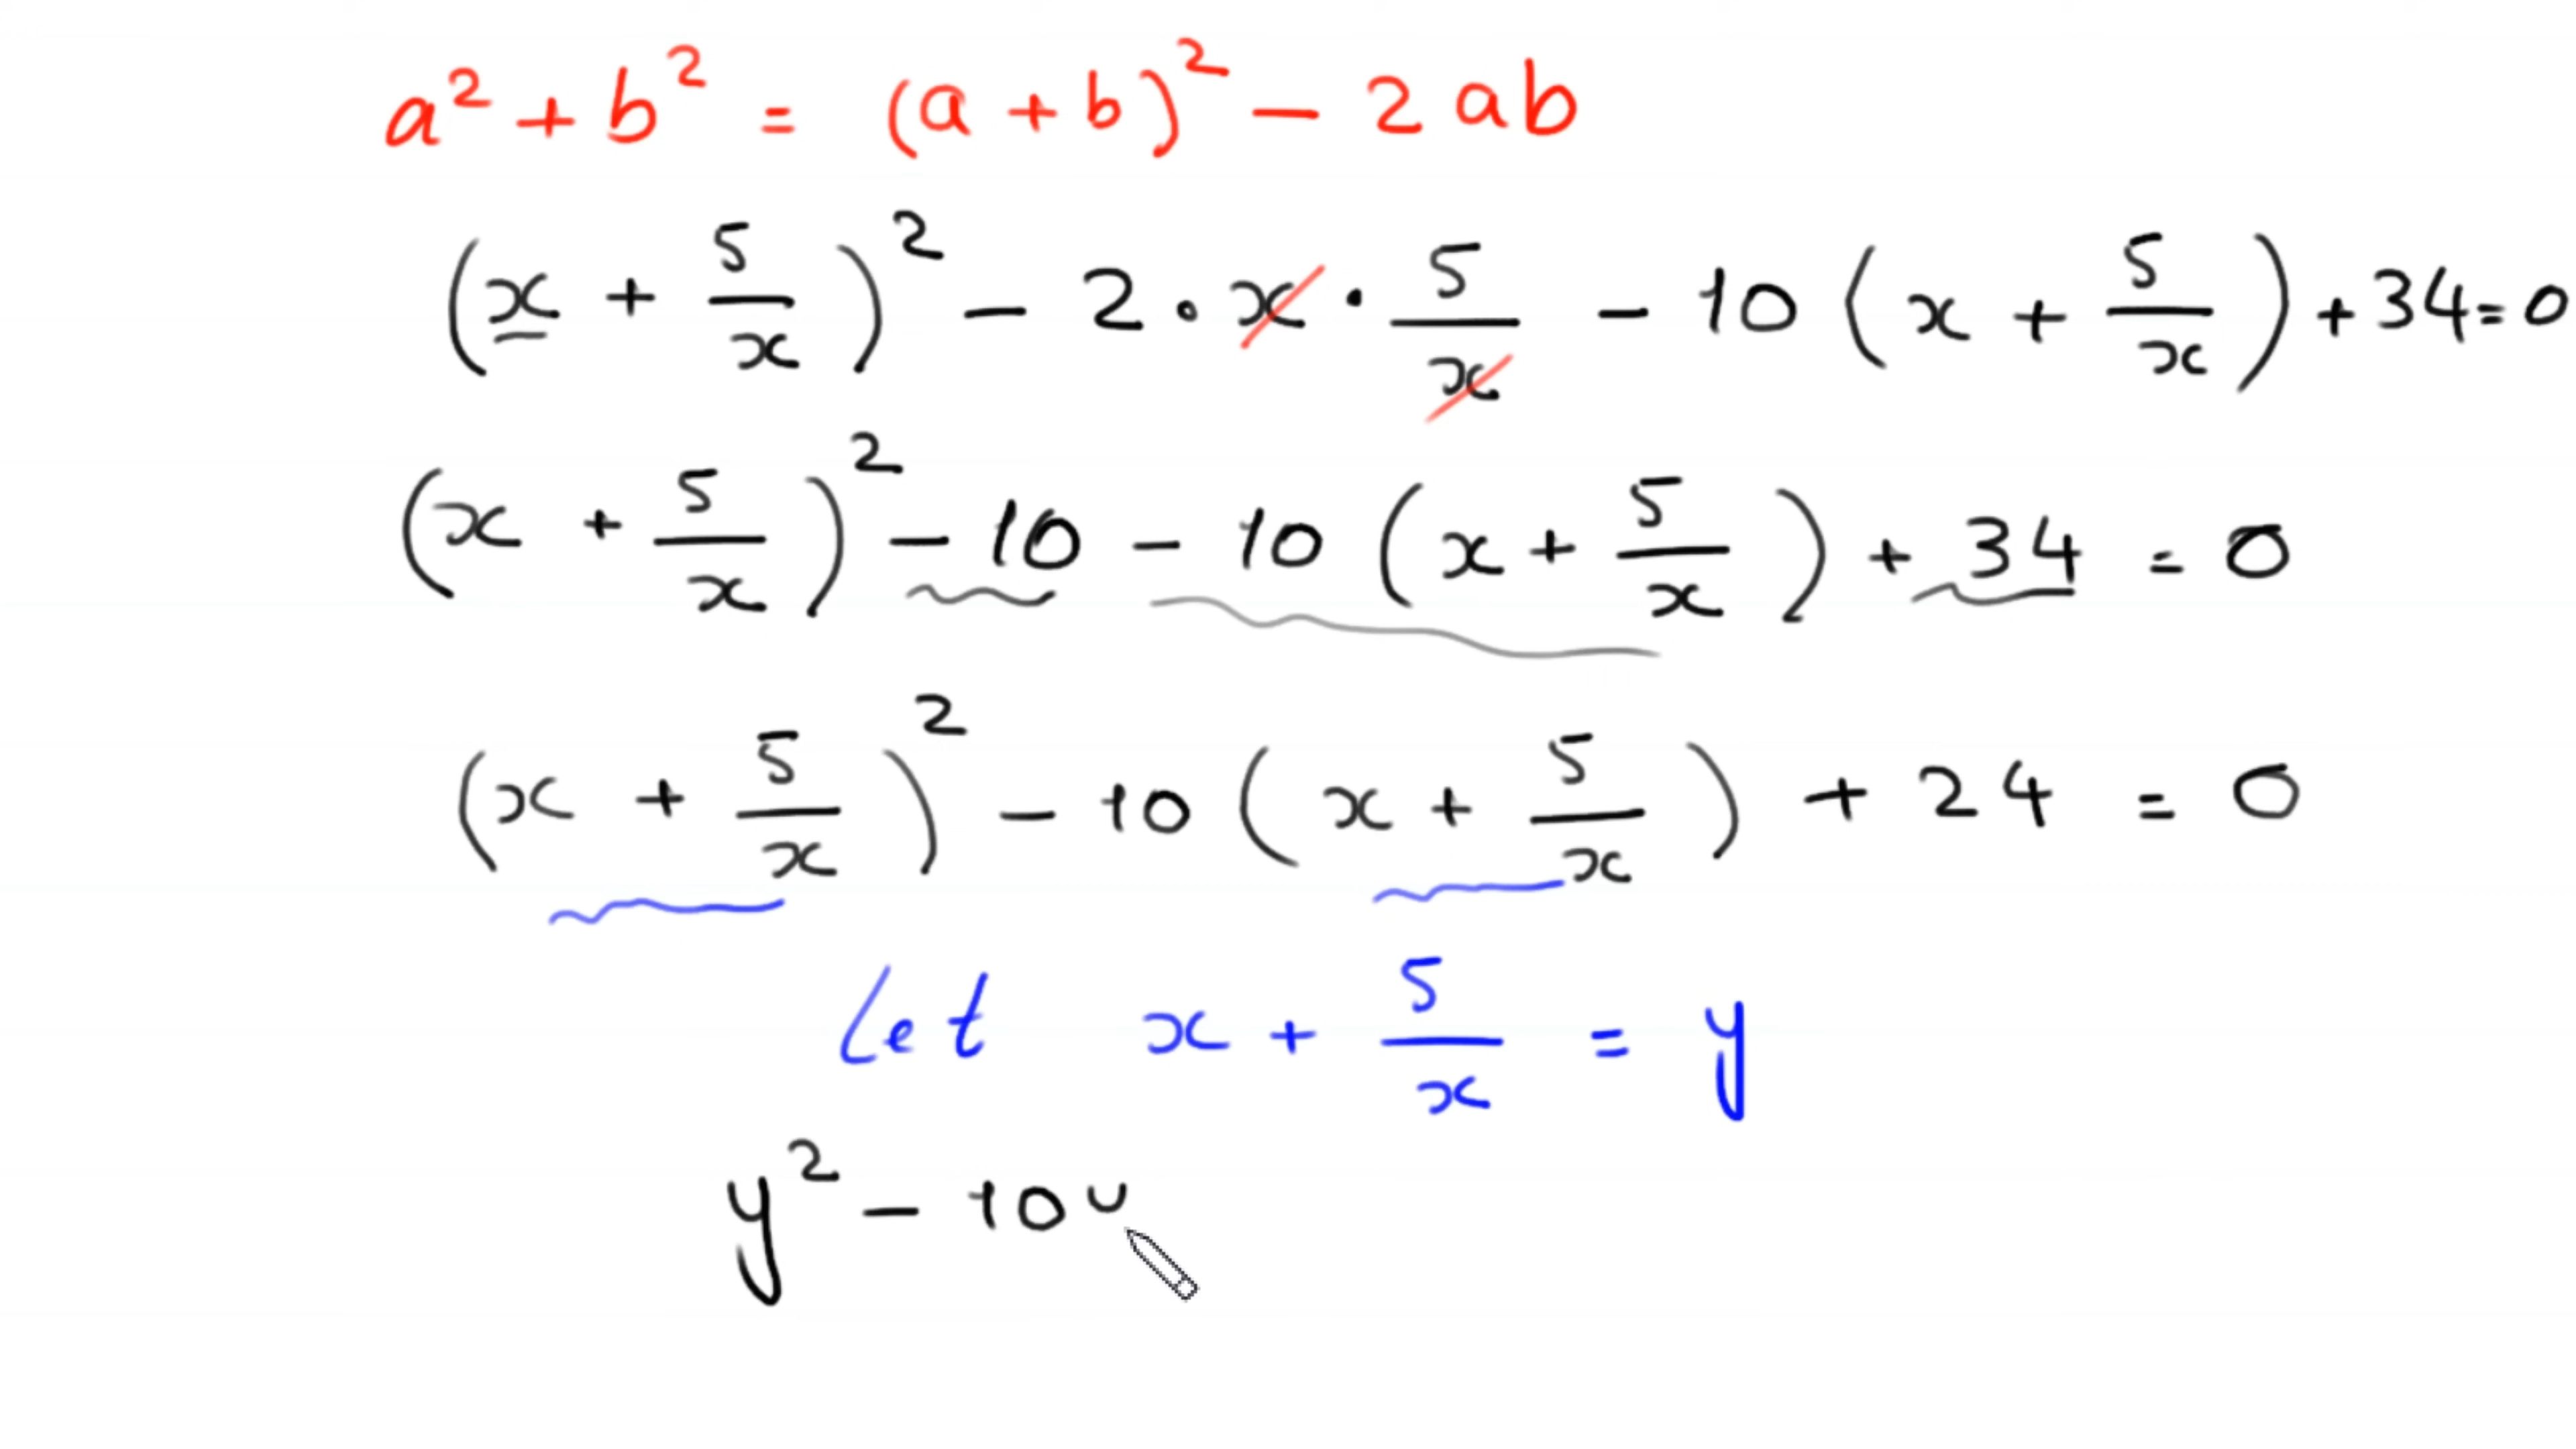 a² + b² = (a + b)² − 2ab
(x + 5/x)² − 2 · x · 5/x − 10 (x + 5/x) + 34 = 0
(x + 5/x)² − 10 − 10 (x + 5/x) + 34 = 0
(x + 5/x)² − 10 (x + 5/x) + 24 = 0
Let x + 5/x = y
y² − 10